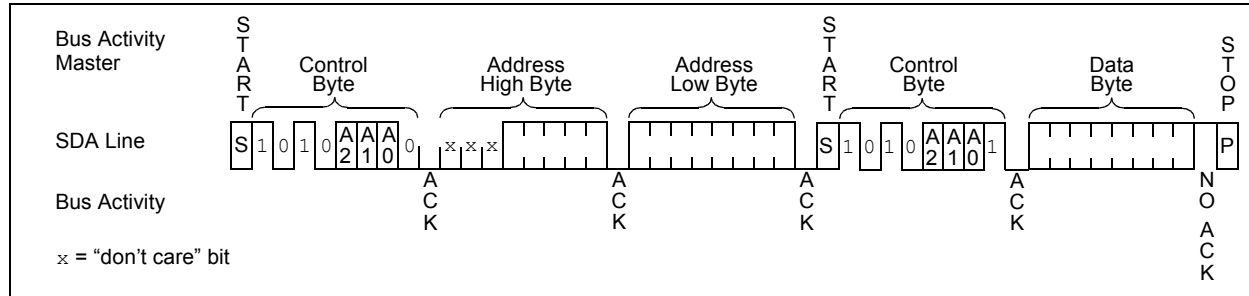 Bus Activity
Master
START
Control
Byte
Address
High Byte
Address
Low Byte
START
Control
Byte
Data
Byte
STOP
SDA Line
S 1 0 1 0 A2 A1 A0 0 x x x S 1 0 1 0 A2 A1 A0 1 P
Bus Activity
ACK
ACK
ACK
ACK
NO ACK
x = “don’t care” bit